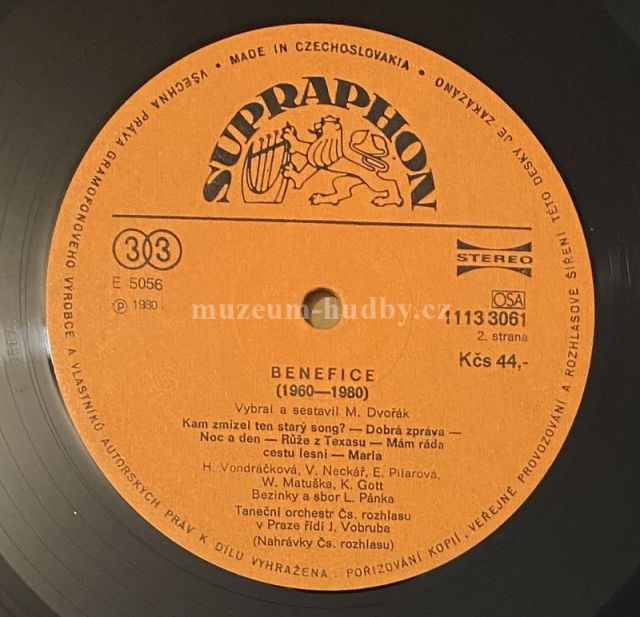 VŠECHNA PRÁVA GRAMOFONOVÉHO VÝROBCE A VLASTNÍKŮ AUTORSKÝCH PRÁV K DÍLU VYHRAŽENA . POŘIZOVÁNÍ KOPIÍ, VEŘEJNÉ PROVOZOVÁNÍ A ROZHLASOVÉ ŠÍŘENÍ TÉTO DESKY JE ZAKÁZÁNO
• MADE IN CZECHOSLOVAKIA •
SUPRAPHON
33
STEREO
E 5056
℗ 1980
OSA
muzeum-hudby.cz
1113 3061
2. strana
Kčs 44,-
BENEFICE
(1960—1980)
Vybral a sestavil M. Dvořák
Kam zmizel ten starý song? — Dobrá zpráva —
Noc a den — Růže z Texasu — Mám ráda
cestu lesní — Maria
H. Vondráčková, V. Neckář, E. Pilarová,
W. Matuška, K. Gott
Bezinky a sbor L. Pánka
Taneční orchestr Čs. rozhlasu
v Praze řídí J. Vobruba
(Nahrávky Čs. rozhlasu)